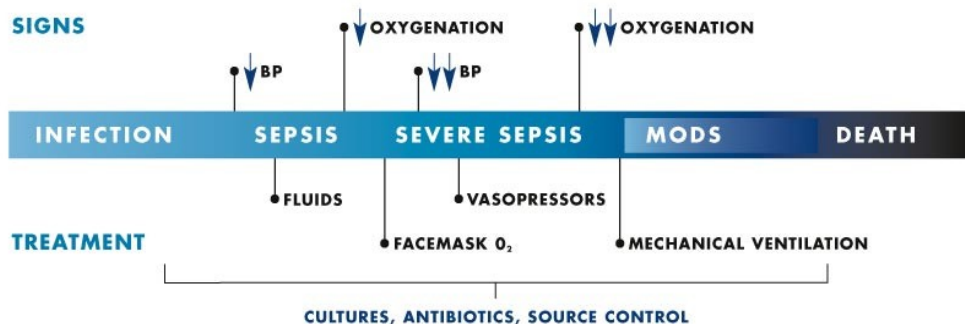 SIGNS
↓ OXYGENATION
↓↓ OXYGENATION
↓ BP
↓↓ BP
INFECTION SEPSIS SEVERE SEPSIS MODS DEATH
FLUIDS
VASOPRESSORS
TREATMENT
FACEMASK 0₂
MECHANICAL VENTILATION
CULTURES, ANTIBIOTICS, SOURCE CONTROL